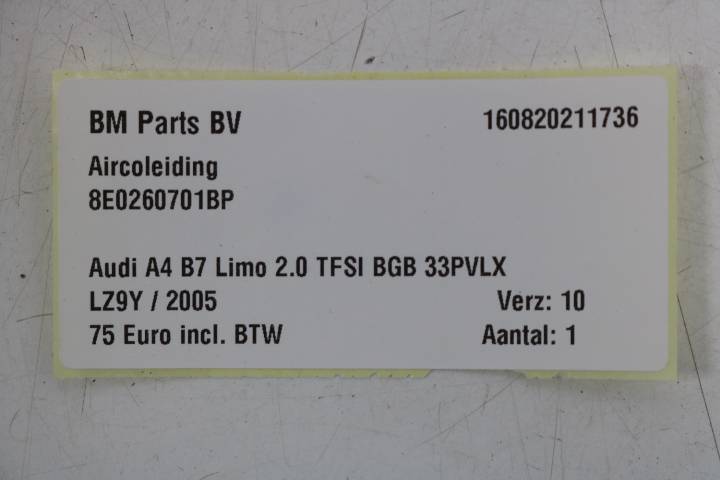 BM Parts BV 160820211736
Aircoleiding
8E0260701BP
Audi A4 B7 Limo 2.0 TFSI BGB 33PVLX
LZ9Y / 2005 Verz: 10
75 Euro incl. BTW Aantal: 1